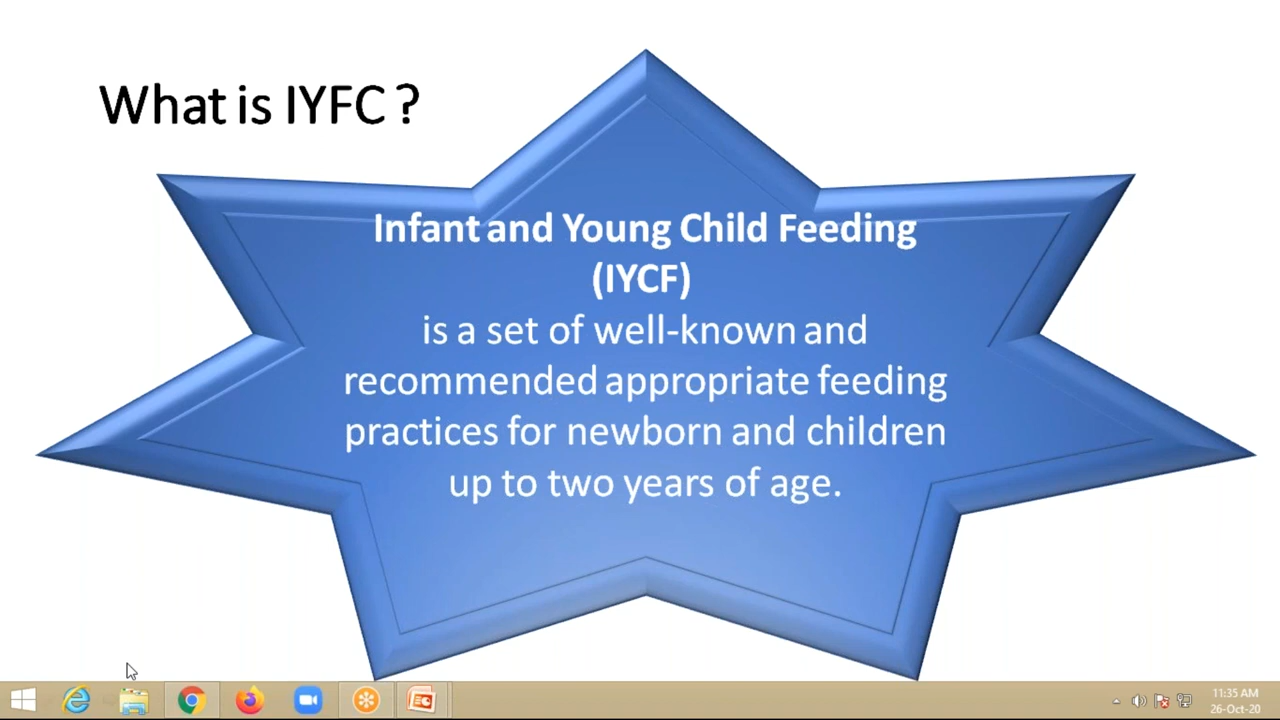 What is IYFC ?
Infant and Young Child Feeding
(IYCF)
is a set of well-known and
recommended appropriate feeding
practices for newborn and children
up to two years of age.
11:35 AM
26-Oct-20